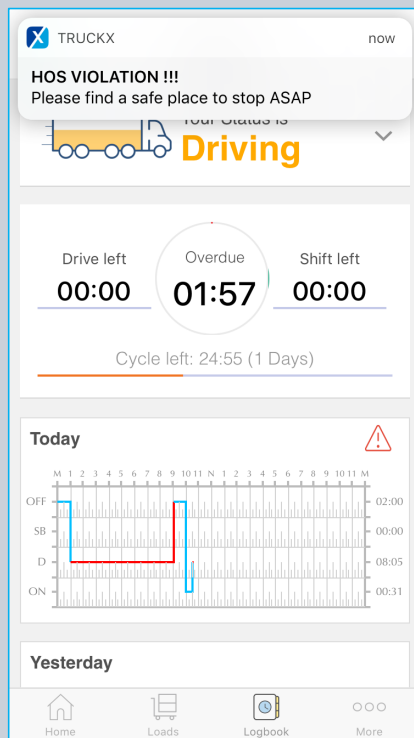 TRUCKX
now
HOS VIOLATION !!!
Please find a safe place to stop ASAP
Your Status is
Driving
Drive left
00:00
Overdue
01:57
Shift left
00:00
Cycle left: 24:55 (1 Days)
Today
M 1 2 3 4 5 6 7 8 9 10 11 N 1 2 3 4 5 6 7 8 9 10 11 M
OFF 02:00
SB 00:00
D 08:05
ON 00:31
Yesterday
Home
Loads
Logbook
More